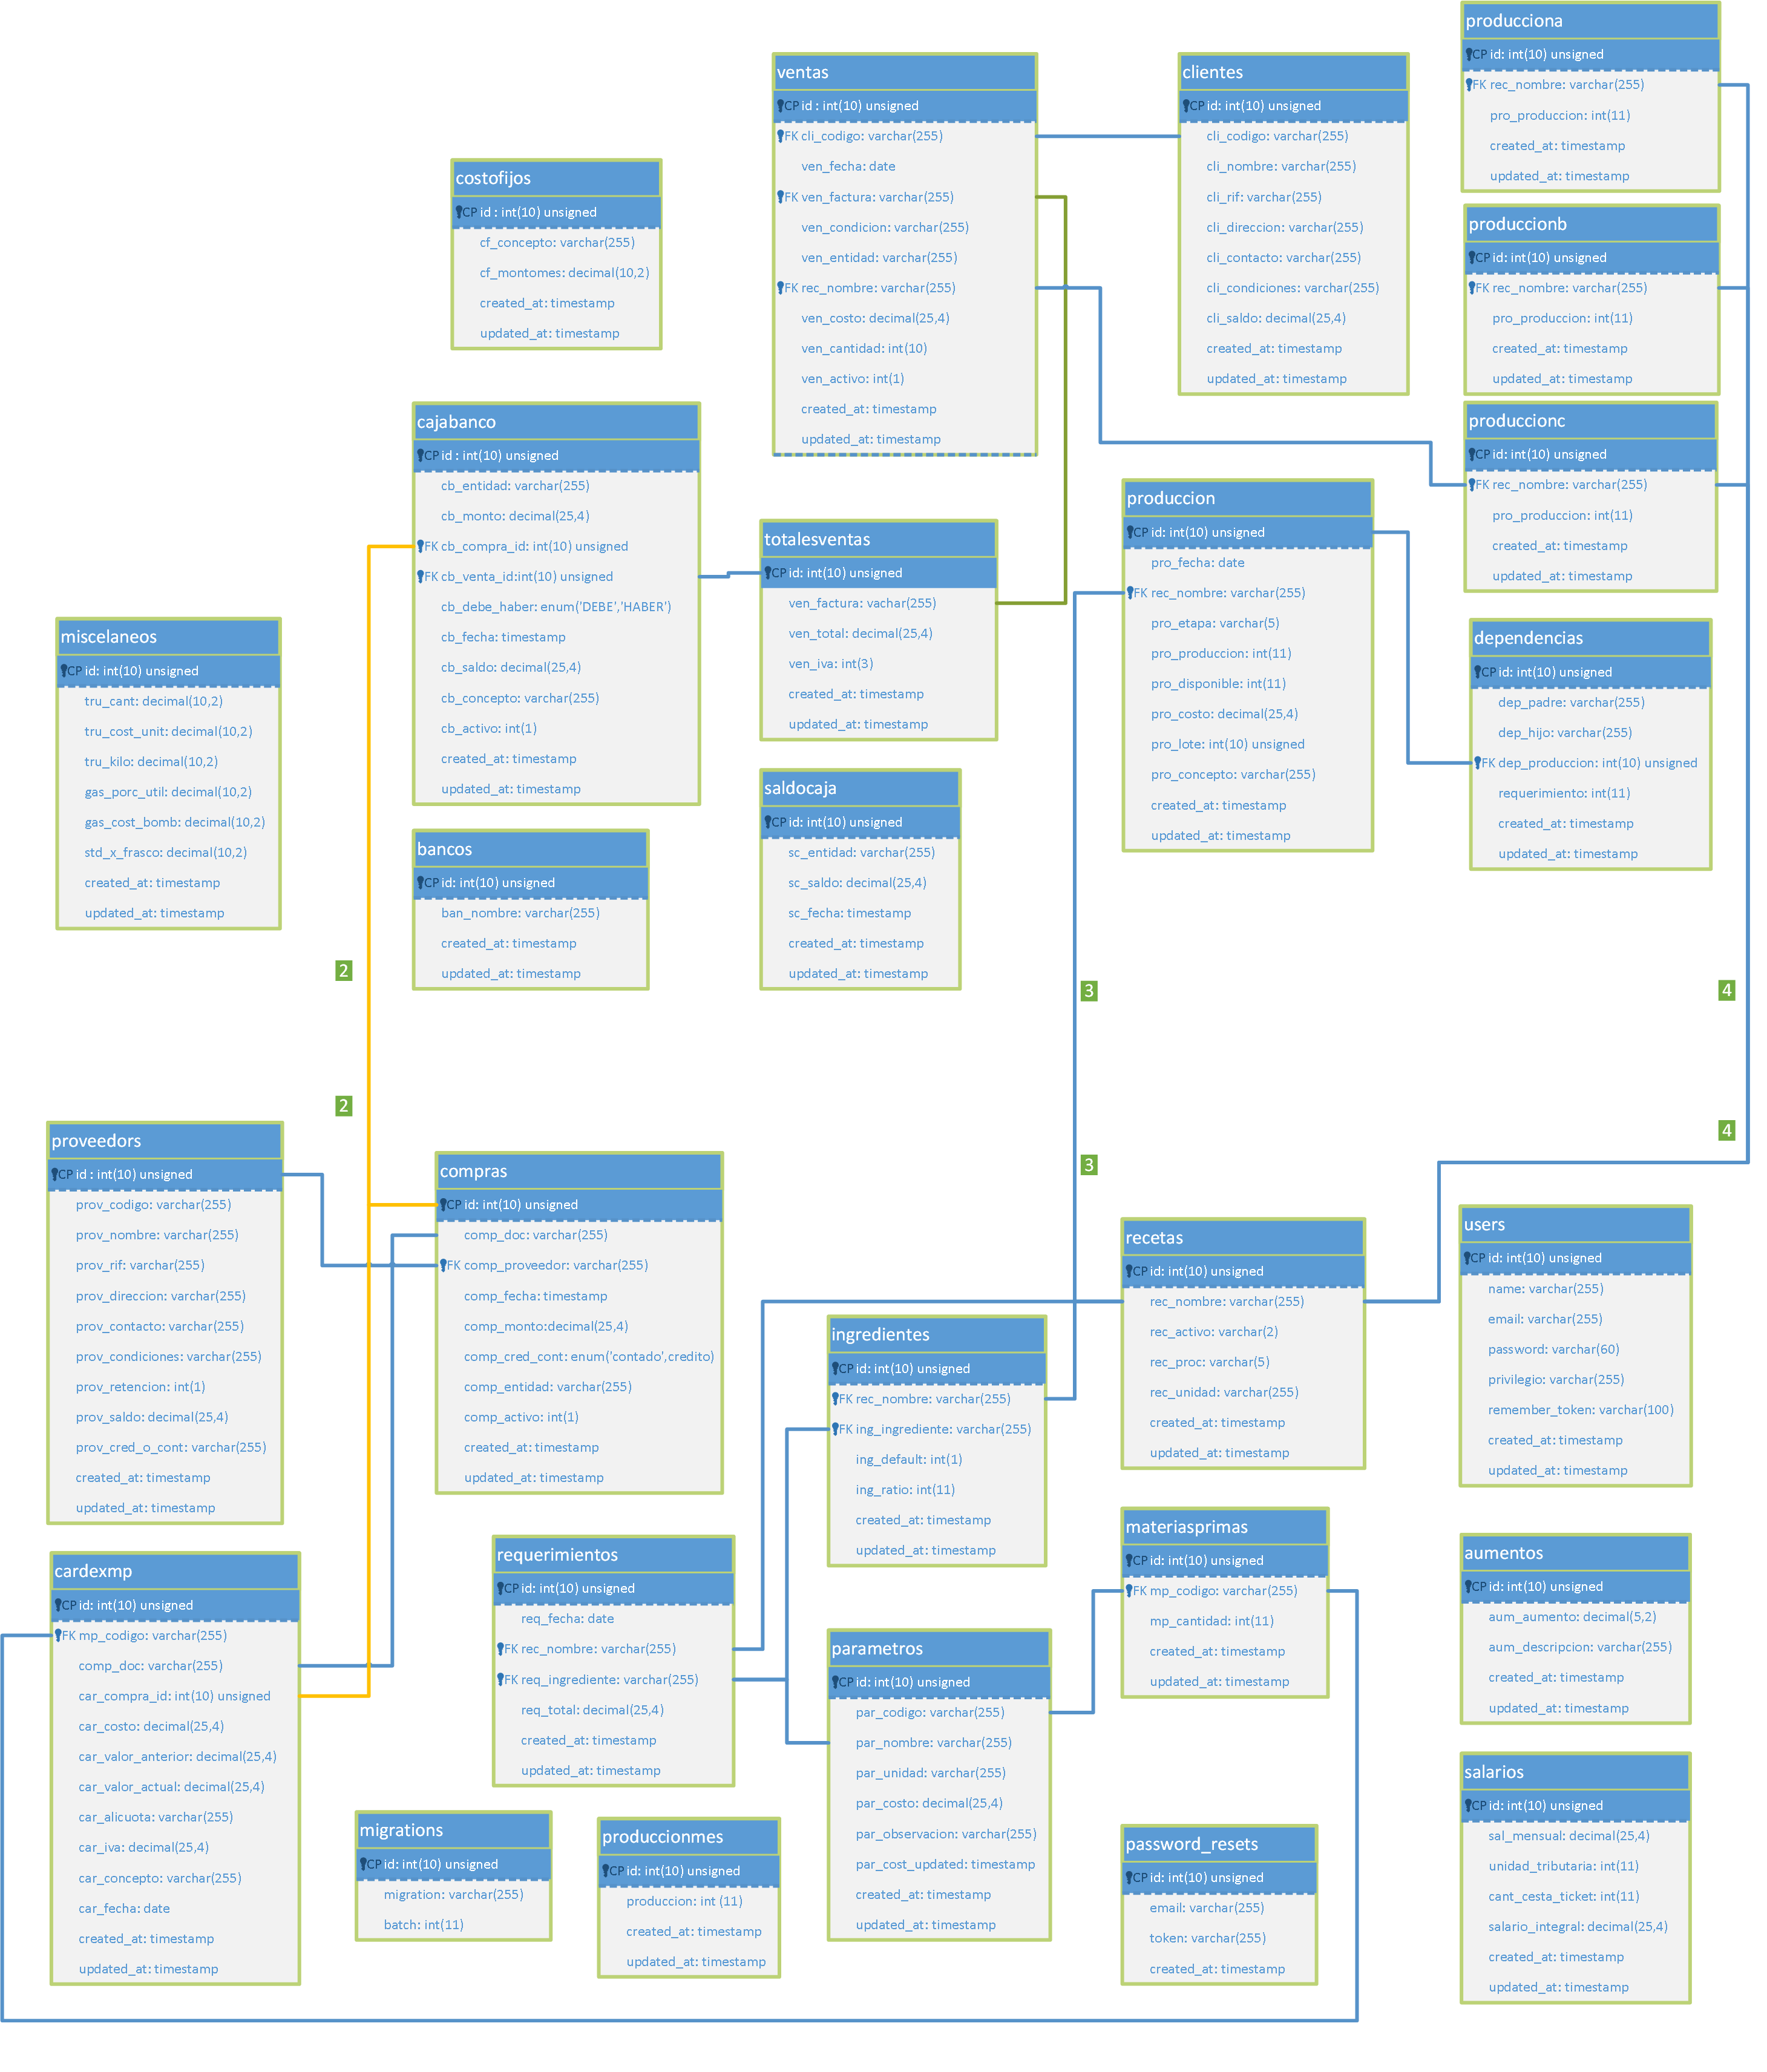 producciona
CP id: int(10) unsigned
FK rec_nombre: varchar(255)
pro_produccion: int(11)
created_at: timestamp
updated_at: timestamp
ventas
CP id : int(10) unsigned
FK cli_codigo: varchar(255)
ven_fecha: date
FK ven_factura: varchar(255)
ven_condicion: varchar(255)
ven_entidad: varchar(255)
FK rec_nombre: varchar(255)
ven_costo: decimal(25,4)
ven_cantidad: int(10)
ven_activo: int(1)
created_at: timestamp
updated_at: timestamp
clientes
CP id: int(10) unsigned
cli_codigo: varchar(255)
cli_nombre: varchar(255)
cli_rif: varchar(255)
cli_direccion: varchar(255)
cli_contacto: varchar(255)
cli_condiciones: varchar(255)
cli_saldo: decimal(25,4)
created_at: timestamp
updated_at: timestamp
costofijos
CP id : int(10) unsigned
cf_concepto: varchar(255)
cf_montomes: decimal(10,2)
created_at: timestamp
updated_at: timestamp
produccionb
CP id: int(10) unsigned
FK rec_nombre: varchar(255)
pro_produccion: int(11)
created_at: timestamp
updated_at: timestamp
cajabanco
CP id : int(10) unsigned
cb_entidad: varchar(255)
cb_monto: decimal(25,4)
FK cb_compra_id: int(10) unsigned
FK cb_venta_id:int(10) unsigned
cb_debe_haber: enum('DEBE','HABER')
cb_fecha: timestamp
cb_saldo: decimal(25,4)
cb_concepto: varchar(255)
cb_activo: int(1)
created_at: timestamp
updated_at: timestamp
produccionc
CP id: int(10) unsigned
FK rec_nombre: varchar(255)
pro_produccion: int(11)
created_at: timestamp
updated_at: timestamp
produccion
CP id: int(10) unsigned
pro_fecha: date
FK rec_nombre: varchar(255)
pro_etapa: varchar(5)
pro_produccion: int(11)
pro_disponible: int(11)
pro_costo: decimal(25,4)
pro_lote: int(10) unsigned
pro_concepto: varchar(255)
created_at: timestamp
updated_at: timestamp
totalesventas
CP id: int(10) unsigned
ven_factura: vachar(255)
ven_total: decimal(25,4)
ven_iva: int(3)
created_at: timestamp
updated_at: timestamp
miscelaneos
CP id: int(10) unsigned
tru_cant: decimal(10,2)
tru_cost_unit: decimal(10,2)
tru_kilo: decimal(10,2)
gas_porc_util: decimal(10,2)
gas_cost_bomb: decimal(10,2)
std_x_frasco: decimal(10,2)
created_at: timestamp
updated_at: timestamp
dependencias
CP id: int(10) unsigned
dep_padre: varchar(255)
dep_hijo: varchar(255)
FK dep_produccion: int(10) unsigned
requerimiento: int(11)
created_at: timestamp
updated_at: timestamp
saldocaja
CP id: int(10) unsigned
sc_entidad: varchar(255)
sc_saldo: decimal(25,4)
sc_fecha: timestamp
created_at: timestamp
updated_at: timestamp
bancos
CP id: int(10) unsigned
ban_nombre: varchar(255)
created_at: timestamp
updated_at: timestamp
2
3
4
2
3
4
proveedors
CP id : int(10) unsigned
prov_codigo: varchar(255)
prov_nombre: varchar(255)
prov_rif: varchar(255)
prov_direccion: varchar(255)
prov_contacto: varchar(255)
prov_condiciones: varchar(255)
prov_retencion: int(1)
prov_saldo: decimal(25,4)
prov_cred_o_cont: varchar(255)
created_at: timestamp
updated_at: timestamp
compras
CP id: int(10) unsigned
comp_doc: varchar(255)
FK comp_proveedor: varchar(255)
comp_fecha: timestamp
comp_monto:decimal(25,4)
comp_cred_cont: enum('contado',credito)
comp_entidad: varchar(255)
comp_activo: int(1)
created_at: timestamp
updated_at: timestamp
recetas
CP id: int(10) unsigned
rec_nombre: varchar(255)
rec_activo: varchar(2)
rec_proc: varchar(5)
rec_unidad: varchar(255)
created_at: timestamp
updated_at: timestamp
users
CP id: int(10) unsigned
name: varchar(255)
email: varchar(255)
password: varchar(60)
privilegio: varchar(255)
remember_token: varchar(100)
created_at: timestamp
updated_at: timestamp
ingredientes
CP id: int(10) unsigned
FK rec_nombre: varchar(255)
FK ing_ingrediente: varchar(255)
ing_default: int(1)
ing_ratio: int(11)
created_at: timestamp
updated_at: timestamp
materiasprimas
CP id: int(10) unsigned
FK mp_codigo: varchar(255)
mp_cantidad: int(11)
created_at: timestamp
updated_at: timestamp
requerimientos
CP id: int(10) unsigned
req_fecha: date
FK rec_nombre: varchar(255)
FK req_ingrediente: varchar(255)
req_total: decimal(25,4)
created_at: timestamp
updated_at: timestamp
aumentos
CP id: int(10) unsigned
aum_aumento: decimal(5,2)
aum_descripcion: varchar(255)
created_at: timestamp
updated_at: timestamp
cardexmp
CP id: int(10) unsigned
FK mp_codigo: varchar(255)
comp_doc: varchar(255)
car_compra_id: int(10) unsigned
car_costo: decimal(25,4)
car_valor_anterior: decimal(25,4)
car_valor_actual: decimal(25,4)
car_alicuota: varchar(255)
car_iva: decimal(25,4)
car_concepto: varchar(255)
car_fecha: date
created_at: timestamp
updated_at: timestamp
parametros
CP id: int(10) unsigned
par_codigo: varchar(255)
par_nombre: varchar(255)
par_unidad: varchar(255)
par_costo: decimal(25,4)
par_observacion: varchar(255)
par_cost_updated: timestamp
created_at: timestamp
updated_at: timestamp
salarios
CP id: int(10) unsigned
sal_mensual: decimal(25,4)
unidad_tributaria: int(11)
cant_cesta_ticket: int(11)
salario_integral: decimal(25,4)
created_at: timestamp
updated_at: timestamp
migrations
CP id: int(10) unsigned
migration: varchar(255)
batch: int(11)
produccionmes
CP id: int(10) unsigned
produccion: int (11)
created_at: timestamp
updated_at: timestamp
password_resets
CP id: int(10) unsigned
email: varchar(255)
token: varchar(255)
created_at: timestamp